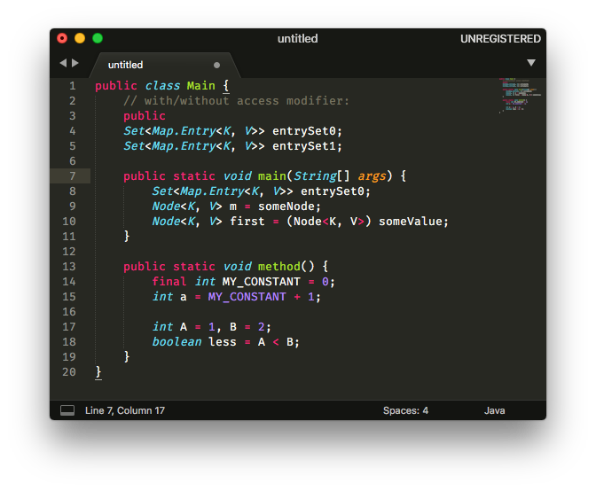 untitled
UNREGISTERED
untitled
1 public class Main {
2     // with/without access modifier:
3     public
4     Set<Map.Entry<K, V>> entrySet0;
5     Set<Map.Entry<K, V>> entrySet1;
6
7     public static void main(String[] args) {
8         Set<Map.Entry<K, V>> entrySet0;
9         Node<K, V> m = someNode;
10         Node<K, V> first = (Node<K, V>) someValue;
11     }
12
13     public static void method() {
14         final int MY_CONSTANT = 0;
15         int a = MY_CONSTANT + 1;
16
17         int A = 1, B = 2;
18         boolean less = A < B;
19     }
20 }
Line 7, Column 17
Spaces: 4
Java